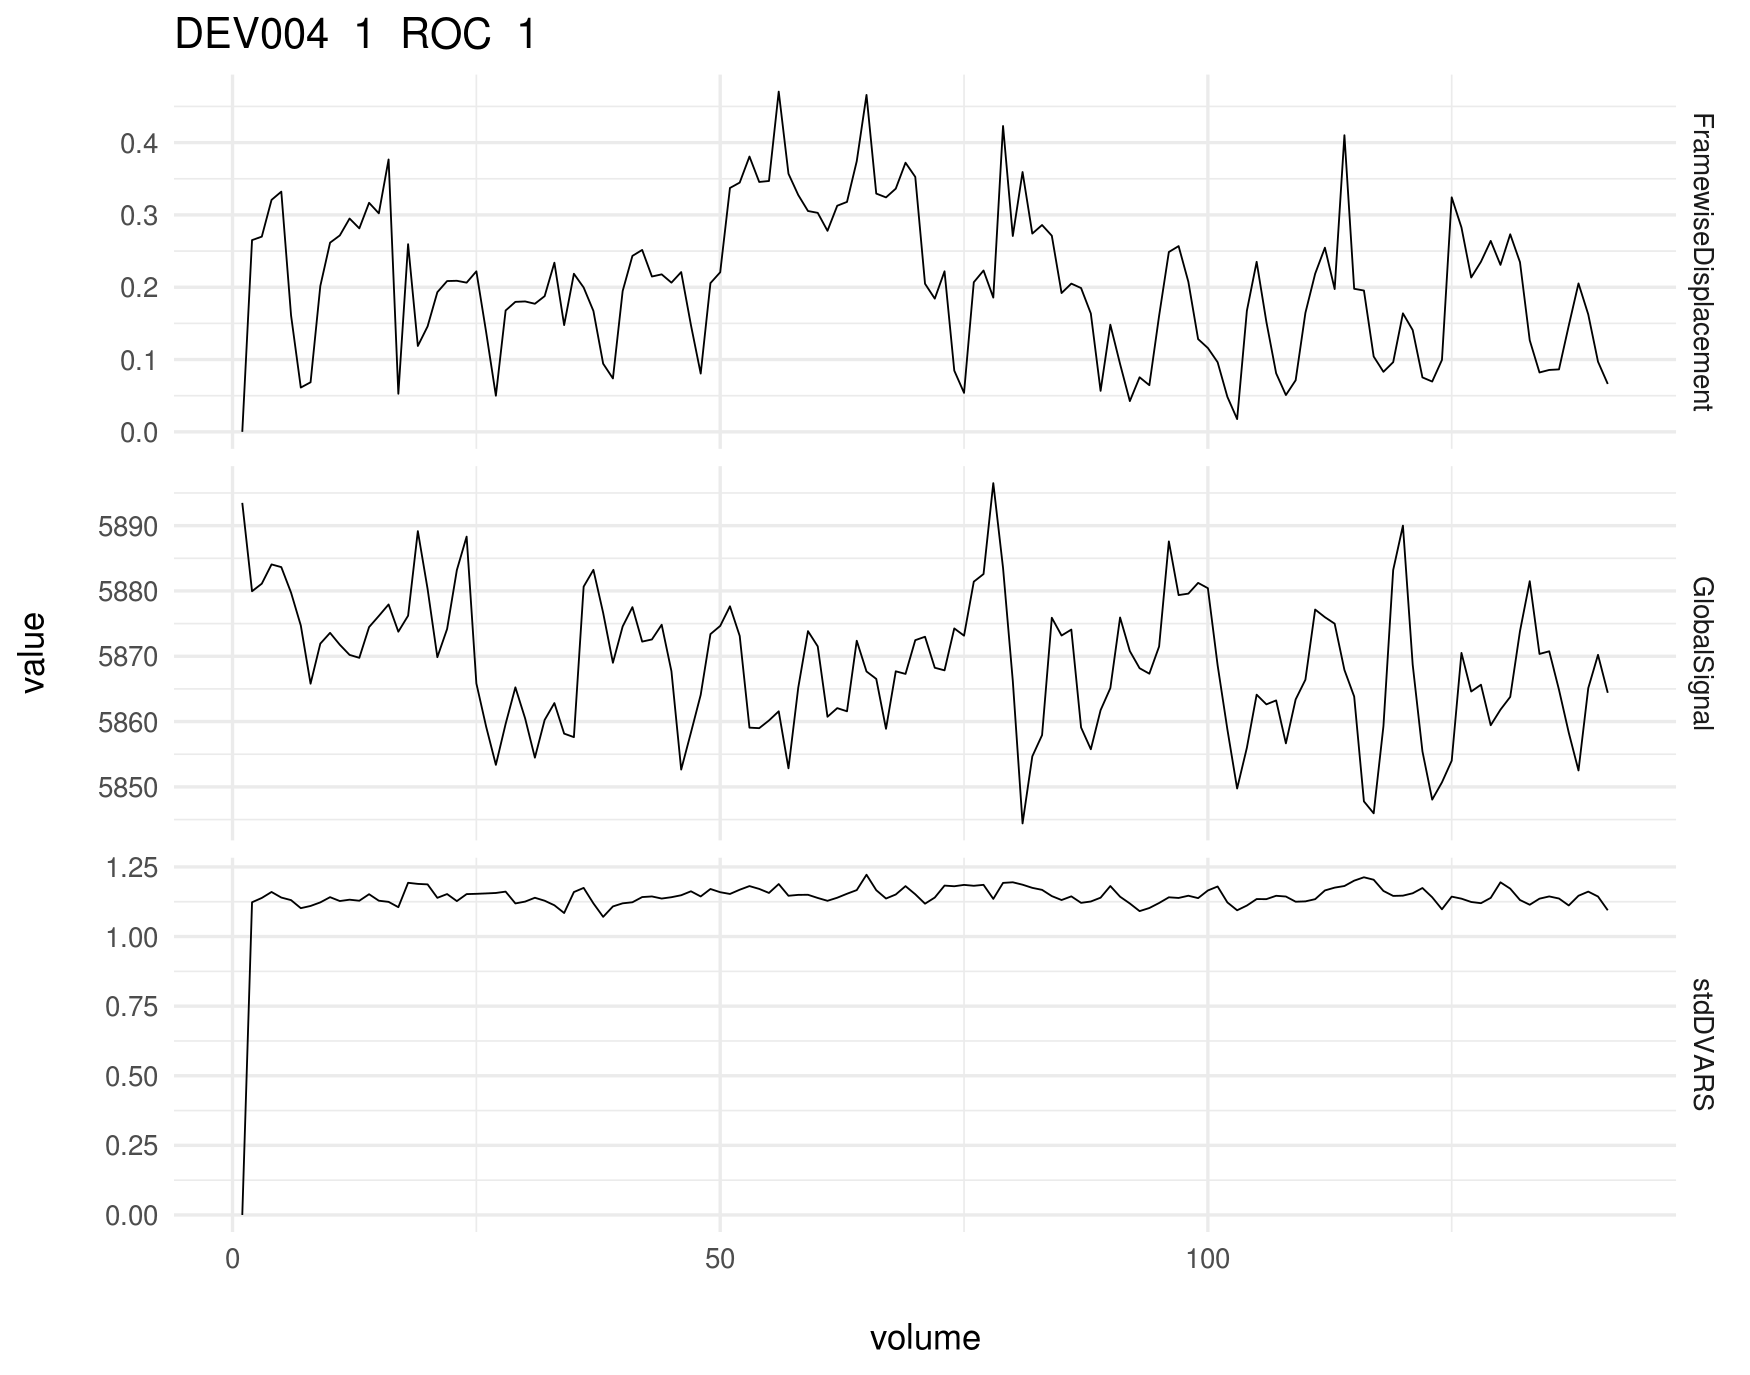 DEV004 1 ROC 1
0.4
0.3
0.2
0.1
0.0
FramewiseDisplacement
5890
5880
5870
5860
5850
GlobalSignal
value
1.25
1.00
0.75
0.50
0.25
0.00
stdDVARS
0 50 100
volume